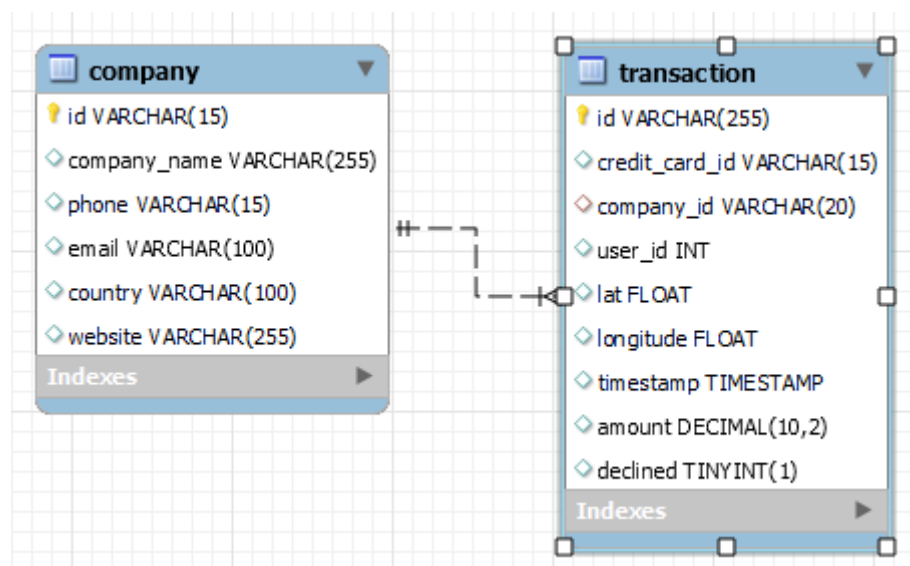 company
id VARCHAR(15)
company_name VARCHAR(255)
phone VARCHAR(15)
email VARCHAR(100)
country VARCHAR(100)
website VARCHAR(255)
Indexes
transaction
id VARCHAR(255)
credit_card_id VARCHAR(15)
company_id VARCHAR(20)
user_id INT
lat FLOAT
longitude FLOAT
timestamp TIMESTAMP
amount DECIMAL(10,2)
declined TINYINT(1)
Indexes